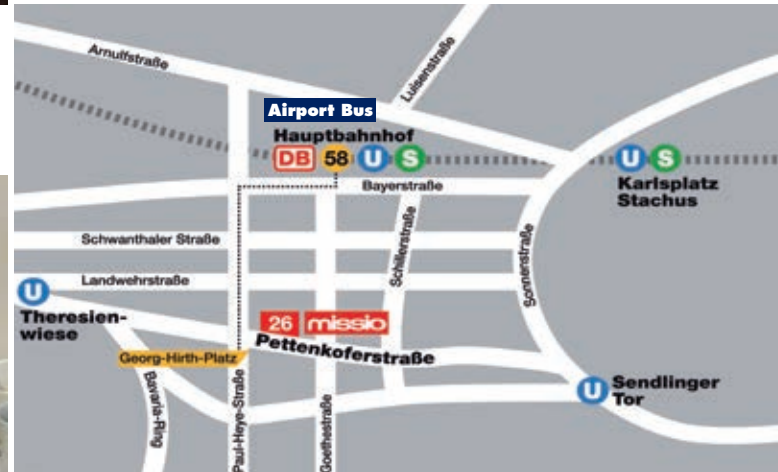 Arnulfstraße
Luisenstraße
Airport Bus
Hauptbahnhof
DB 58 U S
U S
Karlsplatz
Stachus
Bayerstraße
Schwanthaler Straße
Schillerstraße
Sonnenstraße
Landwehrstraße
U
Theresien-
wiese
26 missio
Pettenkoferstraße
Georg-Hirth-Platz
Bavaria-Ring
Paul-Heye-Straße
Goethestraße
U
Sendlinger
Tor